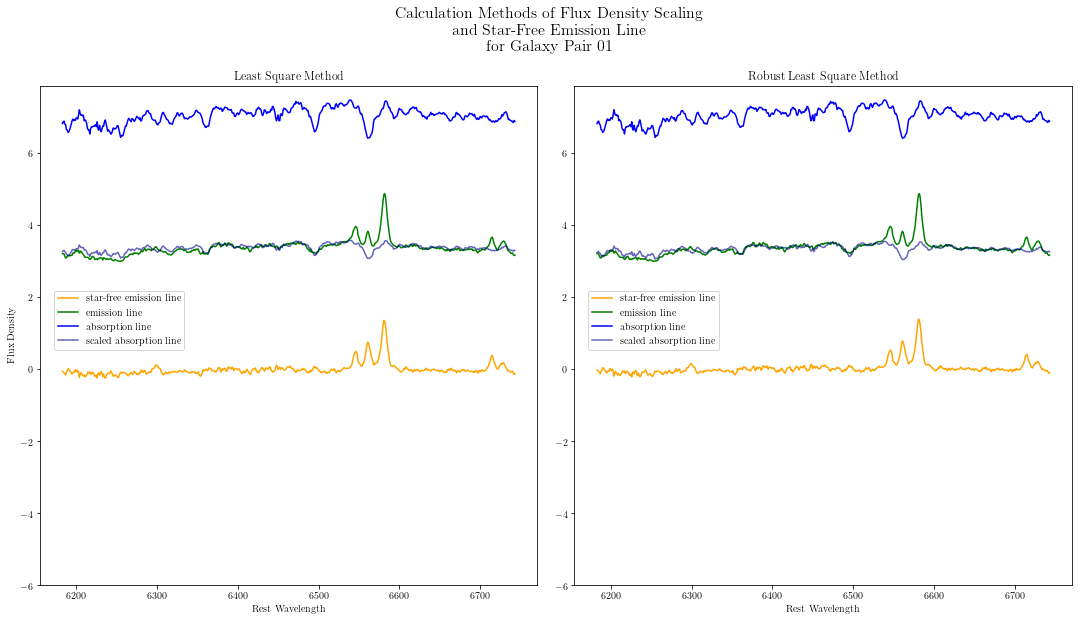 Calculation Methods of Flux Density Scaling
and Star-Free Emission Line
for Galaxy Pair 01
Least Square Method
Flux Density
6
4
2
0
−2
−4
−6
star-free emission line
emission line
absorption line
scaled absorption line
6200 6300 6400 6500 6600 6700
Rest Wavelength
Robust Least Square Method
6
4
2
0
−2
−4
−6
star-free emission line
emission line
absorption line
scaled absorption line
6200 6300 6400 6500 6600 6700
Rest Wavelength